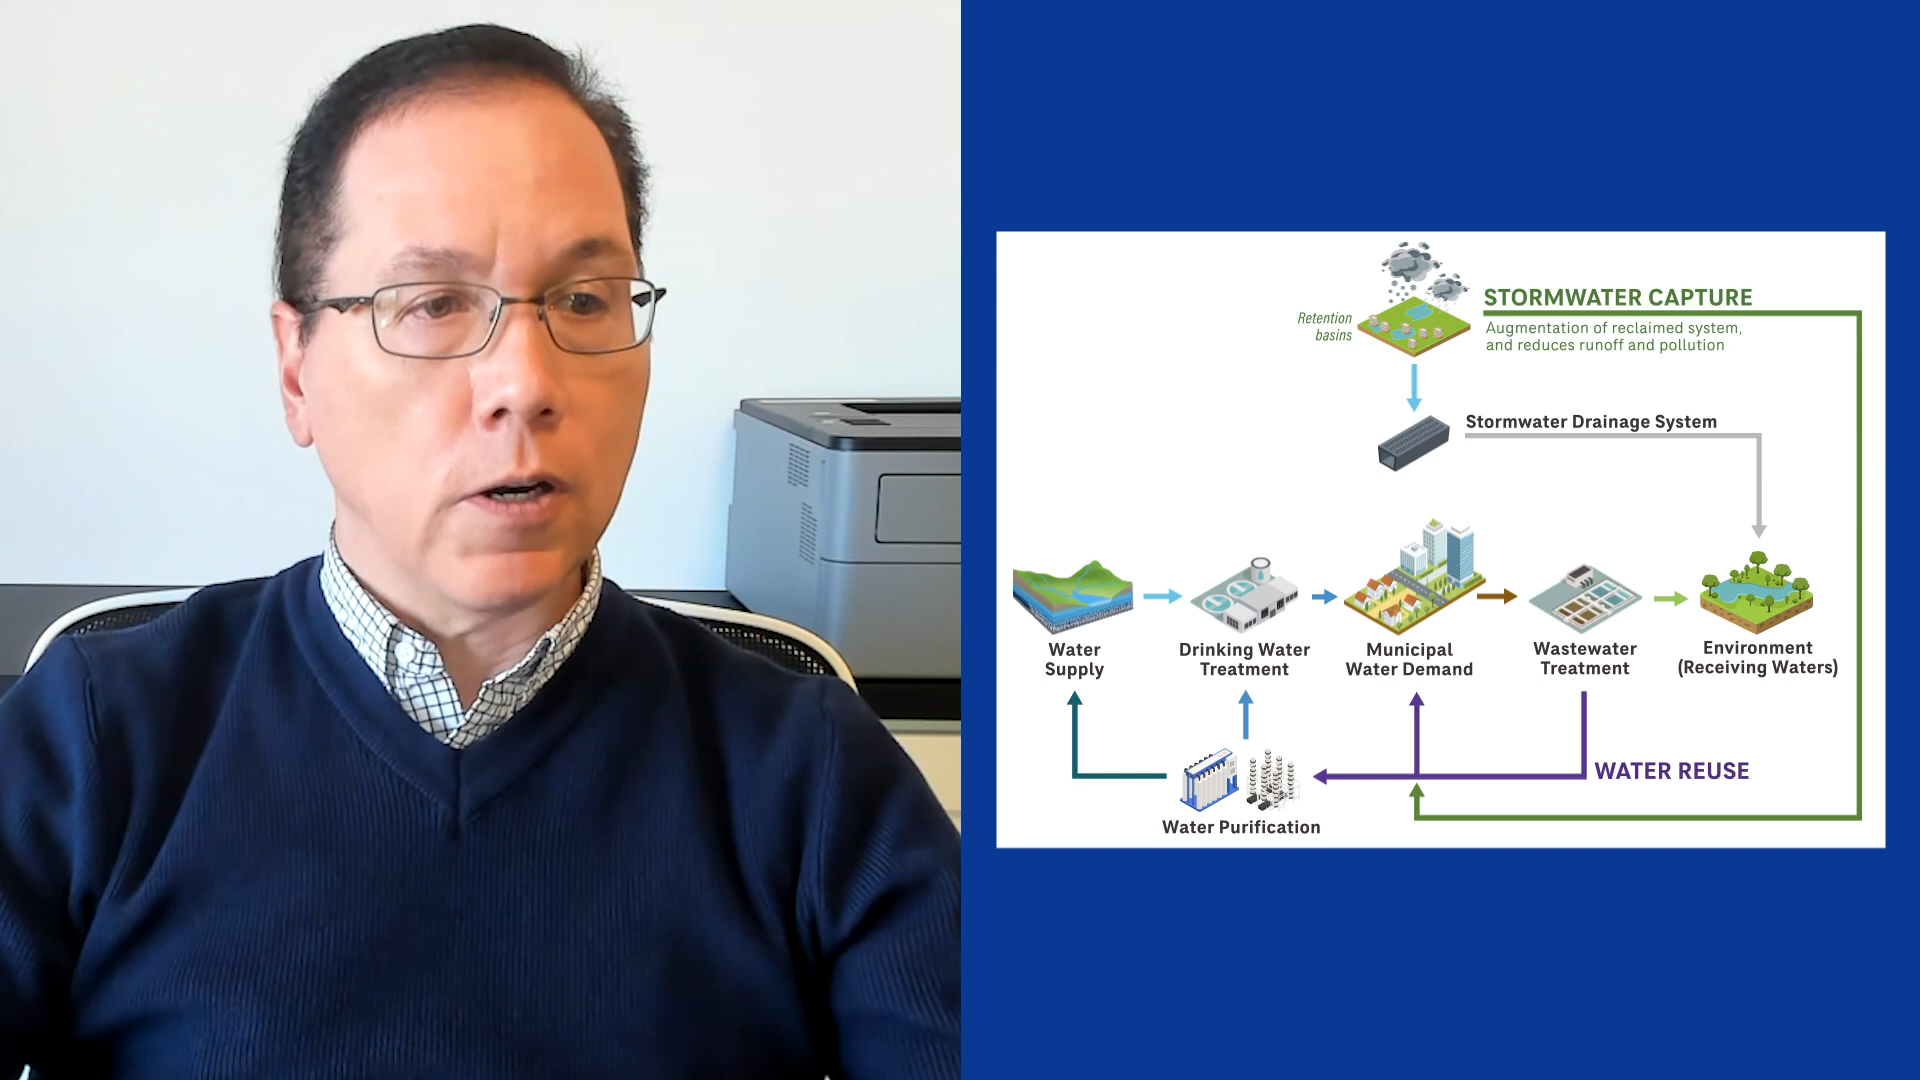 STORMWATER CAPTURE
Retention
basins
Augmentation of reclaimed system,
and reduces runoff and pollution
Stormwater Drainage System
Water
Supply
Drinking Water
Treatment
Municipal
Water Demand
Wastewater
Treatment
Environment
(Receiving Waters)
WATER REUSE
Water Purification